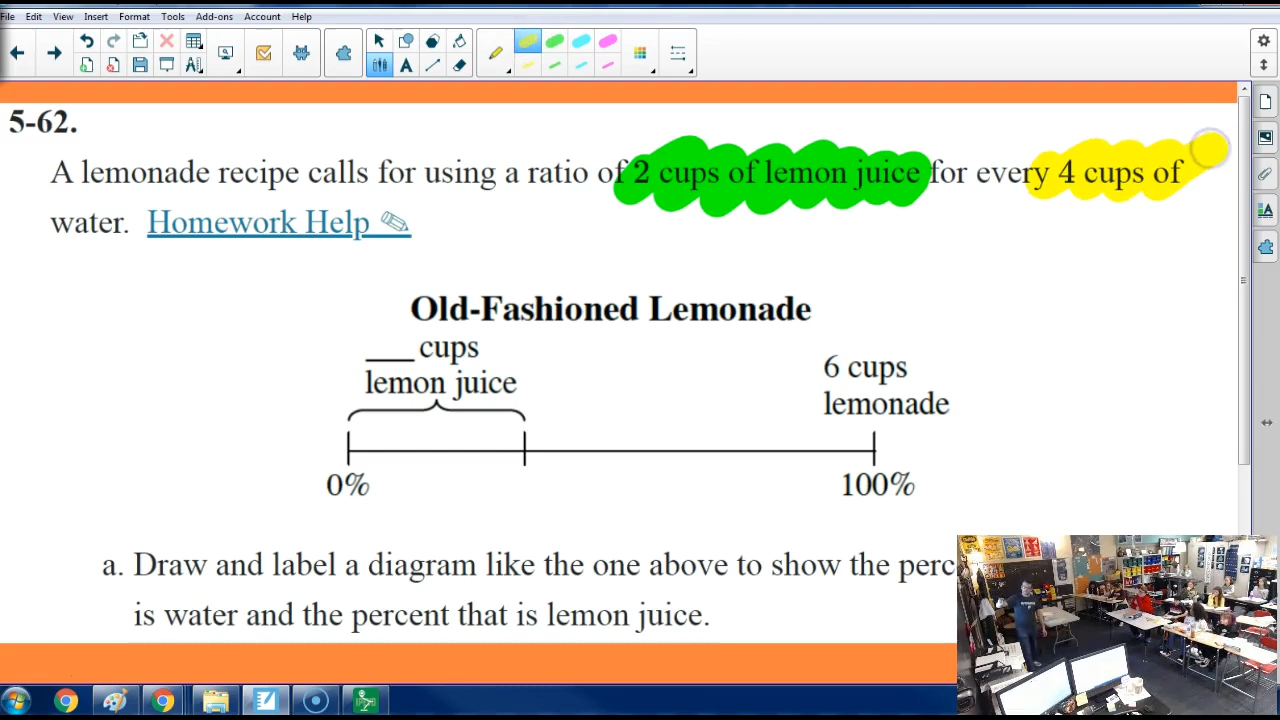 File Edit View Insert Format Tools Add-ons Account Help
5-62.
A lemonade recipe calls for using a ratio of 2 cups of lemon juice for every 4 cups of
water. Homework Help
Old-Fashioned Lemonade
___ cups
lemon juice
6 cups
lemonade
0%
100%
a. Draw and label a diagram like the one above to show the perc
is water and the percent that is lemon juice.